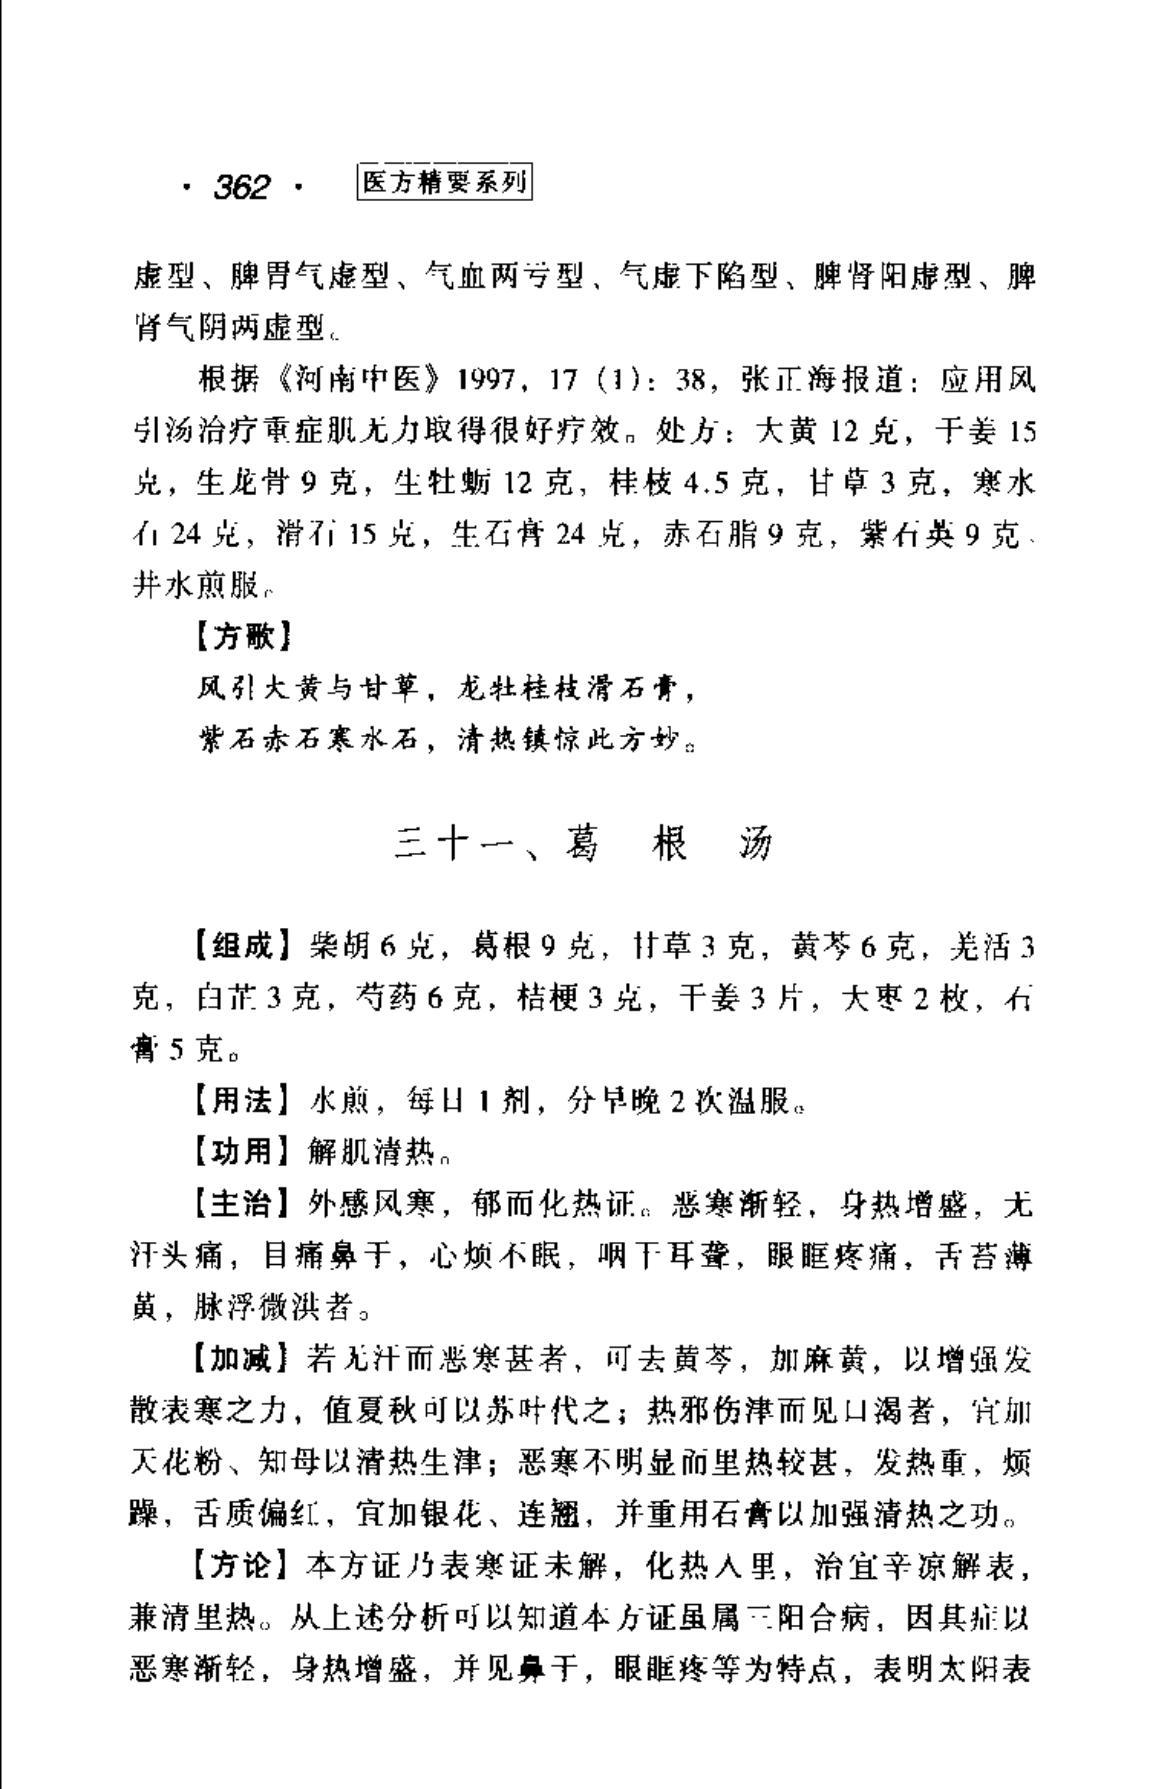 · 362 · 医方精要系列
虚型、脾胃气虚型、气血两亏型、气虚下陷型、脾肾阳虚型、脾
肾气阴两虚型。
根据《河南中医》1997，17（1）：38，张正海报道：应用风
引汤治疗重症肌无力取得很好疗效。处方：大黄 12 克，干姜 15
克，生龙骨 9 克，生牡蛎 12 克，桂枝 4.5 克，甘草 3 克，寒水
石 24 克，滑石 15 克，生石膏 24 克，赤石脂 9 克，紫石英 9 克、
井水煎服。
【方歌】
风引大黄与甘草，龙牡桂枝滑石膏，
紫石赤石寒水石，清热镇惊此方妙。
三十一、葛 根 汤
【组成】柴胡 6 克，葛根 9 克，甘草 3 克，黄芩 6 克，羌活 3
克，白芷 3 克，芍药 6 克，桔梗 3 克，干姜 3 片，大枣 2 枚，石
膏 5 克。
【用法】水煎，每日 1 剂，分早晚 2 次温服。
【功用】解肌清热。
【主治】外感风寒，郁而化热证。恶寒渐轻，身热增盛，无
汗头痛，目痛鼻干，心烦不眠，咽干耳聋，眼眶疼痛，舌苔薄
黄，脉浮微洪者。
【加减】若无汗而恶寒甚者，可去黄芩，加麻黄，以增强发
散表寒之力，值夏秋可以苏叶代之；热邪伤津而见口渴者，宜加
天花粉、知母以清热生津；恶寒不明显而里热较甚，发热重，烦
躁，舌质偏红，宜加银花、连翘，并重用石膏以加强清热之功。
【方论】本方证乃表寒证未解，化热入里，治宜辛凉解表，
兼清里热。从上述分析可以知道本方证虽属三阳合病，因其症以
恶寒渐轻，身热增盛，并见鼻干，眼眶疼等为特点，表明太阳表